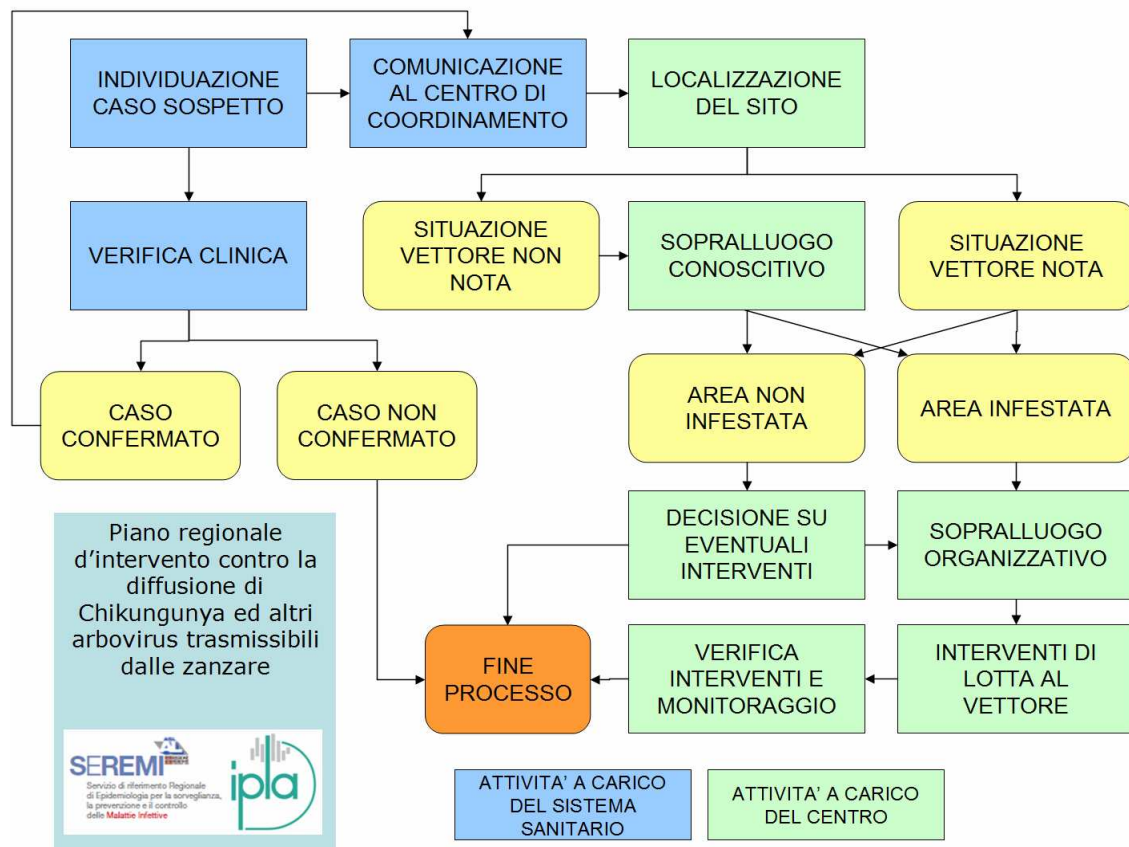 INDIVIDUAZIONE
CASO SOSPETTO
COMUNICAZIONE
AL CENTRO DI
COORDINAMENTO
LOCALIZZAZIONE
DEL SITO
VERIFICA CLINICA
SITUAZIONE
VETTORE NON
NOTA
SOPRALLUOGO
CONOSCITIVO
SITUAZIONE
VETTORE NOTA
CASO
CONFERMATO
CASO NON
CONFERMATO
AREA NON
INFESTATA
AREA INFESTATA
DECISIONE SU
EVENTUALI
INTERVENTI
SOPRALLUOGO
ORGANIZZATIVO
Piano regionale
d'intervento contro la
diffusione di
Chikungunya ed altri
arbovirus trasmissibili
dalle zanzare
FINE
PROCESSO
VERIFICA
INTERVENTI E
MONITORAGGIO
INTERVENTI DI
LOTTA AL
VETTORE
SEREMI
Servizio di riferimento Regionale
di Epidemiologia per la sorveglianza,
la prevenzione e il controllo
delle Malattie Infettive
ipla
ATTIVITA' A CARICO
DEL SISTEMA
SANITARIO
ATTIVITA' A CARICO
DEL CENTRO